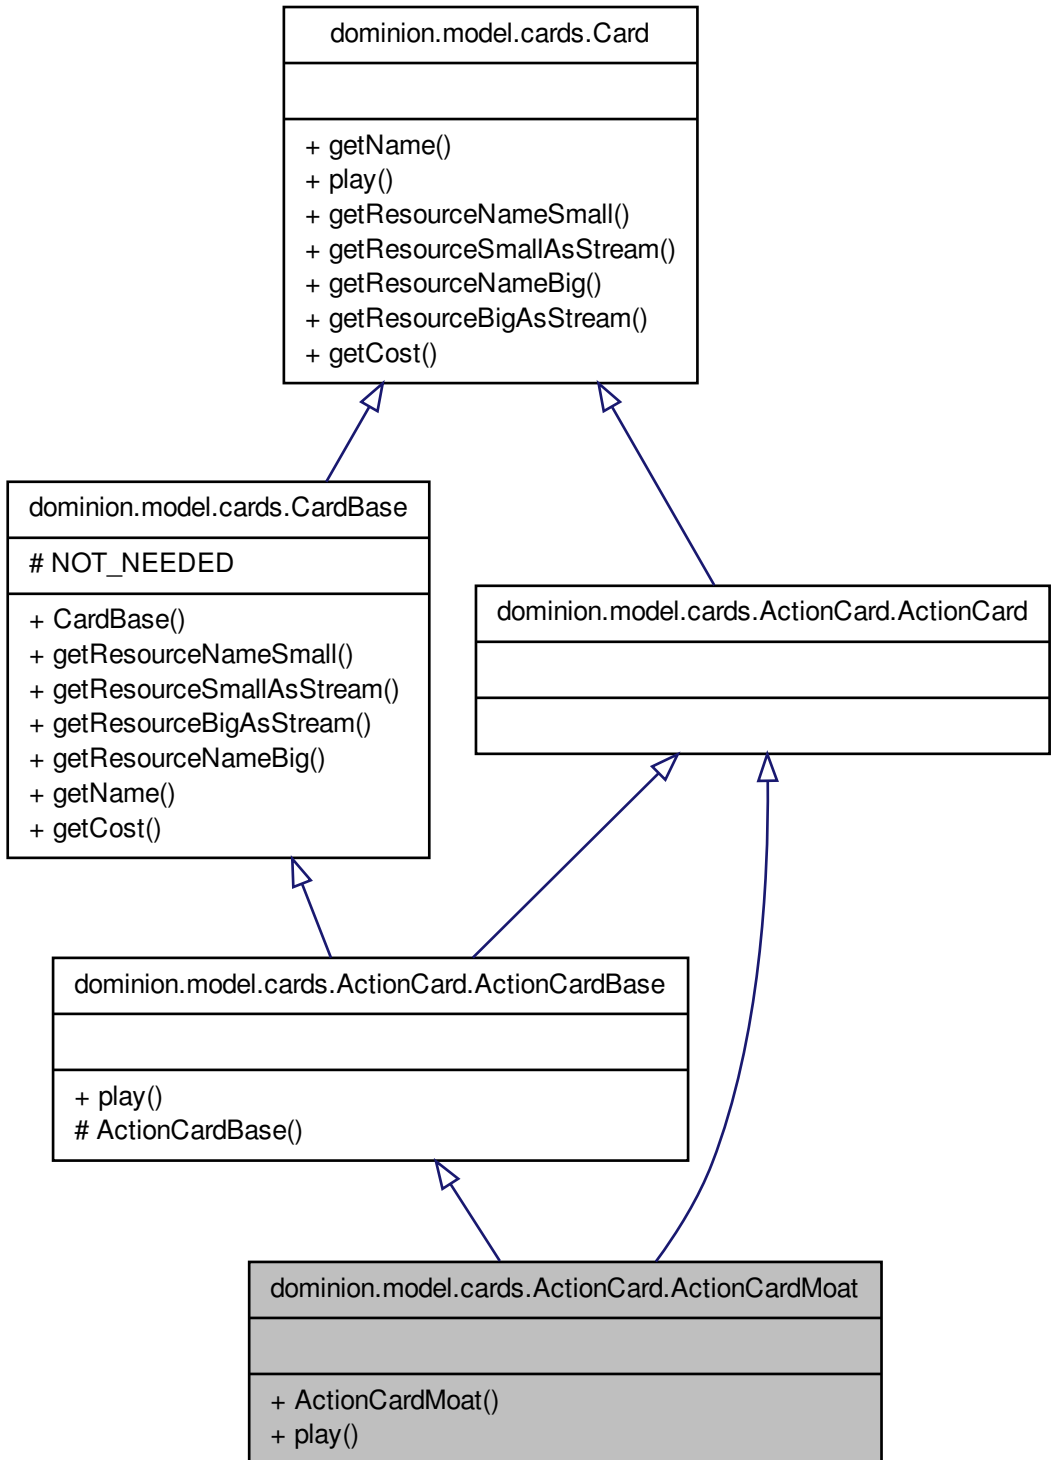 dominion.model.cards.Card
+ getName()
+ play()
+ getResourceNameSmall()
+ getResourceSmallAsStream()
+ getResourceNameBig()
+ getResourceBigAsStream()
+ getCost()
dominion.model.cards.CardBase
# NOT_NEEDED
+ CardBase()
+ getResourceNameSmall()
+ getResourceSmallAsStream()
+ getResourceBigAsStream()
+ getResourceNameBig()
+ getName()
+ getCost()
dominion.model.cards.ActionCard.ActionCard
dominion.model.cards.ActionCard.ActionCardBase
+ play()
# ActionCardBase()
dominion.model.cards.ActionCard.ActionCardMoat
+ ActionCardMoat()
+ play()